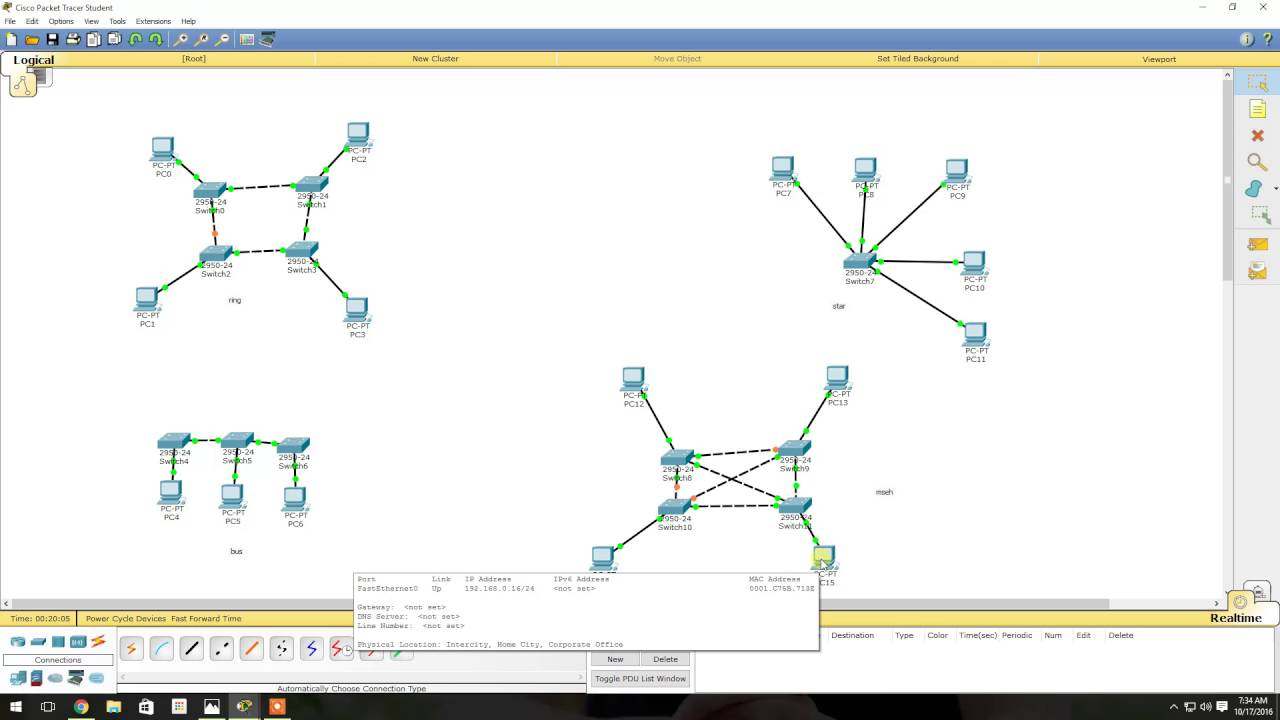 Cisco Packet Tracer Student
File Edit Options View Tools Extensions Help
Logical
[Root]
New Cluster
Move Object
Set Tiled Background
Viewport
PC-PT
PC0
PC-PT
PC2
2950-24
Switch0
2950-24
Switch1
2950-24
Switch2
2950-24
Switch3
PC-PT
PC1
PC-PT
PC3
ring
PC-PT
PC7
PC-PT
PC8
PC-PT
PC9
2950-24
Switch7
PC-PT
PC10
PC-PT
PC11
star
2950-24
Switch4
2950-24
Switch5
2950-24
Switch6
PC-PT
PC4
PC-PT
PC5
PC-PT
PC6
bus
PC-PT
PC12
PC-PT
PC13
2950-24
Switch8
2950-24
Switch9
2950-24
Switch10
2950-24
mseh
PC-PT
Port Link IP Address IPv6 Address MAC Address
FastEthernet0 Up 192.168.0.16/24 <not set> 0001.C75B.713E
Gateway: <not set>
DNS Server: <not set>
Line Number: <not set>
Physical Location: Intercity, Home City, Corporate Office
Time: 00:20:05 Power Cycle Devices Fast Forward Time
Realtime
Connections
Automatically Choose Connection Type
New Delete
Toggle PDU List Window
Destination Type Color Time(sec) Periodic Num Edit Delete
7:34 AM
10/17/2016